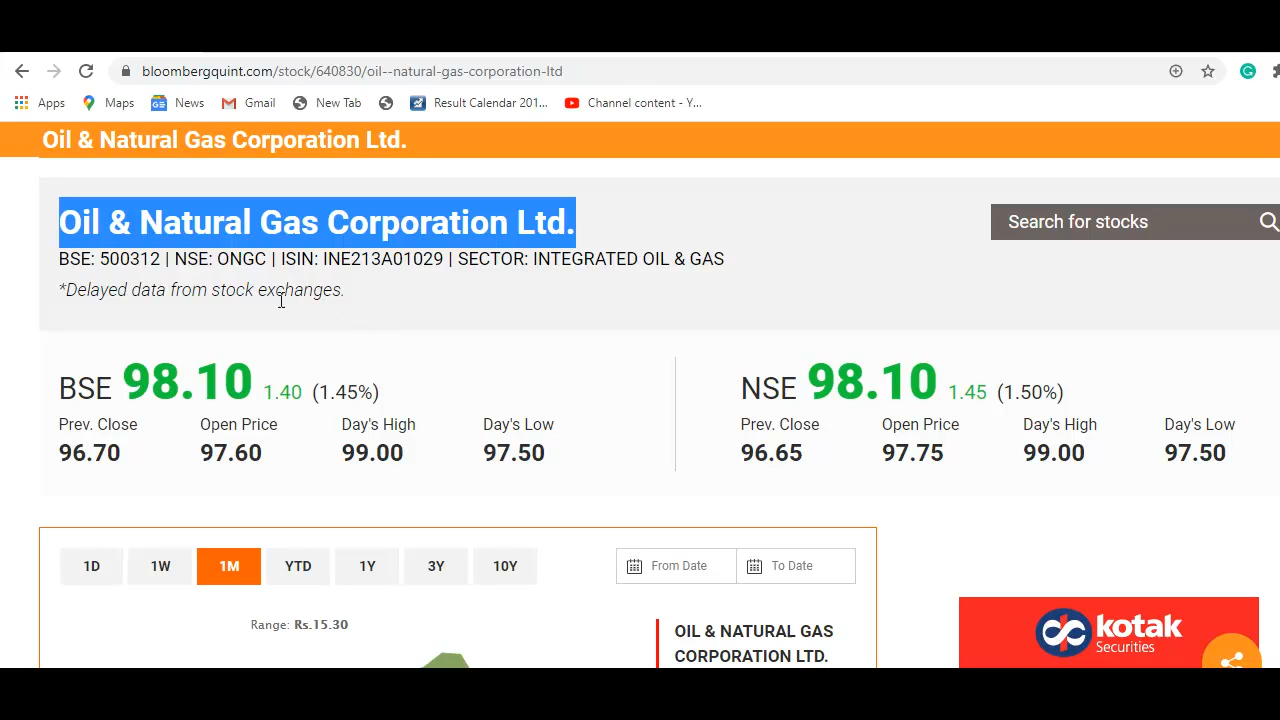 bloombergquint.com/stock/640830/oil--natural-gas-corporation-ltd
Apps Maps News Gmail New Tab Result Calendar 201... Channel content - Y...
Oil & Natural Gas Corporation Ltd.
Oil & Natural Gas Corporation Ltd.
Search for stocks
BSE: 500312 | NSE: ONGC | ISIN: INE213A01029 | SECTOR: INTEGRATED OIL & GAS
*Delayed data from stock exchanges.
BSE 98.10 1.40 (1.45%)
Prev. Close Open Price Day's High Day's Low
96.70 97.60 99.00 97.50
NSE 98.10 1.45 (1.50%)
Prev. Close Open Price Day's High Day's Low
96.65 97.75 99.00 97.50
1D 1W 1M YTD 1Y 3Y 10Y
From Date To Date
Range: Rs.15.30
OIL & NATURAL GAS
CORPORATION LTD.
kotak
Securities